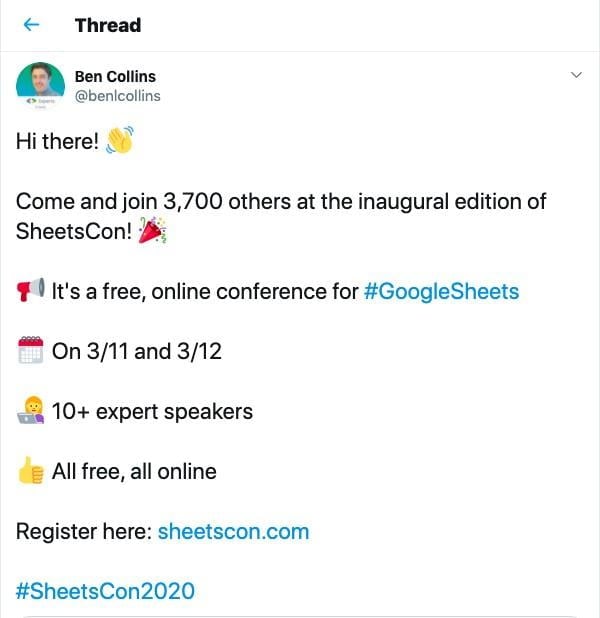 Thread
Ben Collins
@benlcollins
Hi there! 👋
Come and join 3,700 others at the inaugural edition of
SheetsCon! 🎉
📢 It's a free, online conference for #GoogleSheets
📅 On 3/11 and 3/12
👩‍💻 10+ expert speakers
👍 All free, all online
Register here: sheetscon.com
#SheetsCon2020